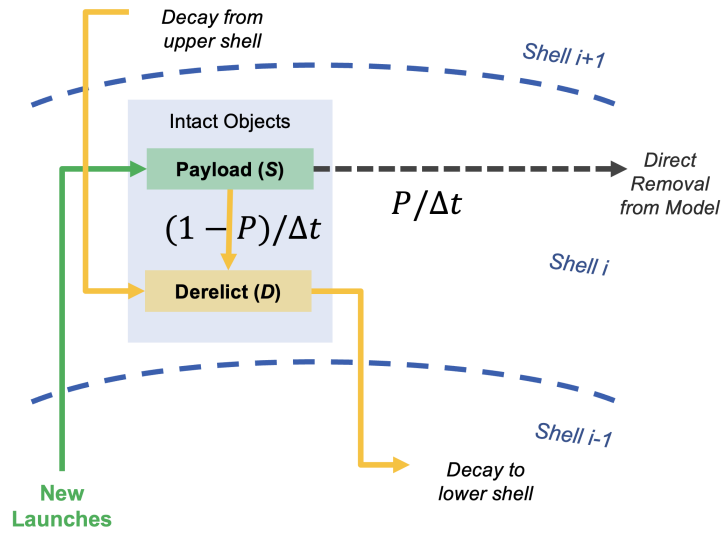 Decay from
upper shell
Shell i+1
Intact Objects
Payload (S)
Direct
Removal
from Model
P/Δt
(1 − P)/Δt
Shell i
Derelict (D)
Shell i-1
Decay to
lower shell
New
Launches